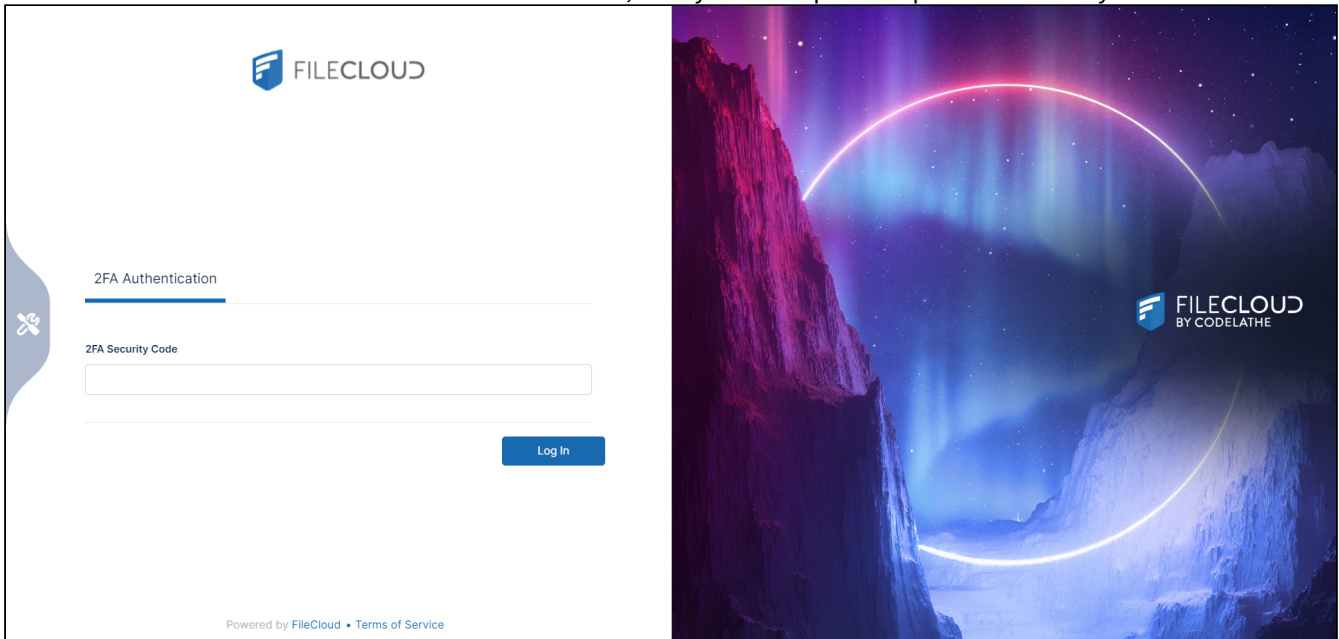 FILECLOUD
2FA Authentication
2FA Security Code
Log In
Powered by FileCloud • Terms of Service
FILECLOUD
BY CODELATHE